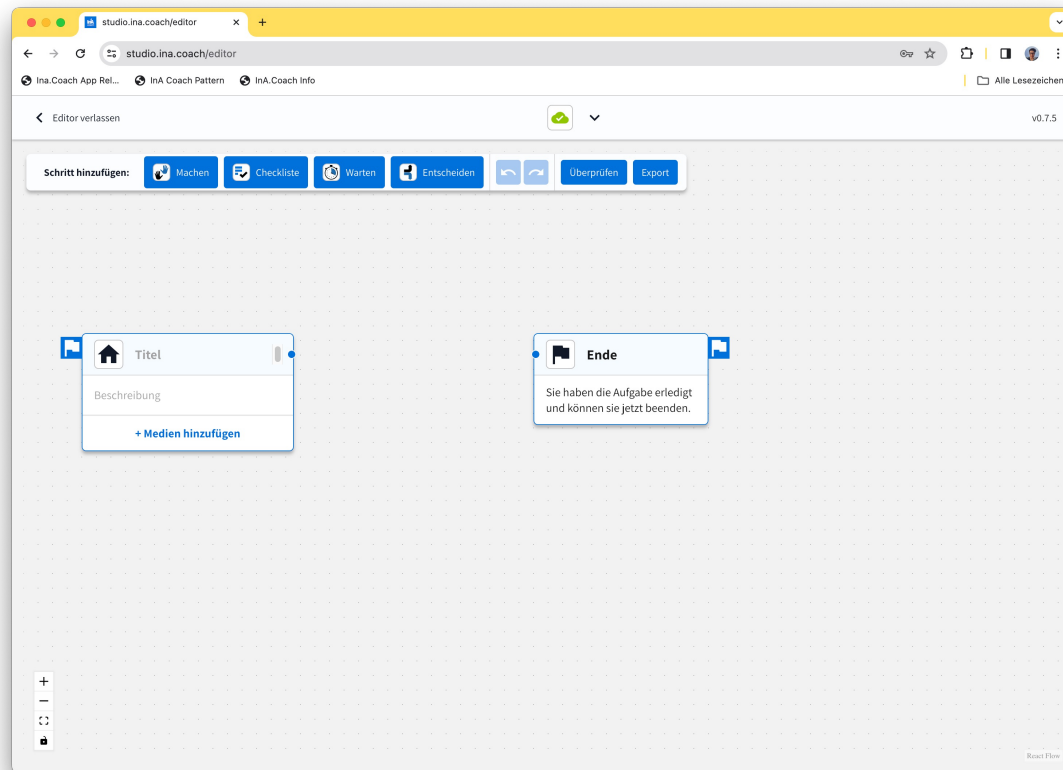 studio.ina.coach/editor
studio.ina.coach/editor
Ina.Coach App Rel... InA Coach Pattern InA.Coach Info
Alle Lesezeichen
Editor verlassen
v0.7.5
Schritt hinzufügen: Machen Checkliste Warten Entscheiden Überprüfen Export
Titel
Beschreibung
+ Medien hinzufügen
Ende
Sie haben die Aufgabe erledigt
und können sie jetzt beenden.
React Flow